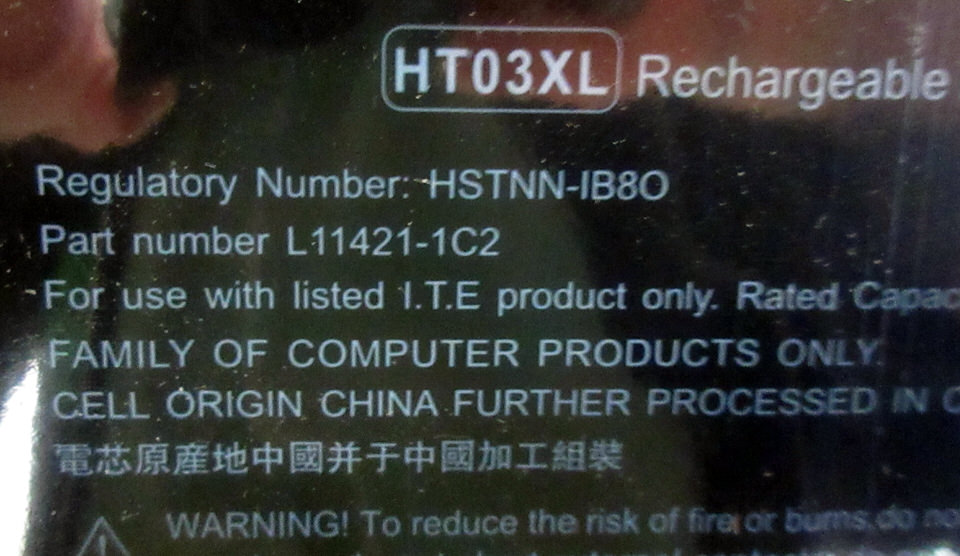 HT03XL Rechargeable
Regulatory Number: HSTNN-IB8O
Part number L11421-1C2
For use with listed I.T.E product only. Rated
FAMILY OF COMPUTER PRODUCTS ONLY.
CELL ORIGIN CHINA FURTHER PROCESSED IN
電芯原産地中國并于中國加工組裝
WARNING! To reduce the risk of fire or burns, do